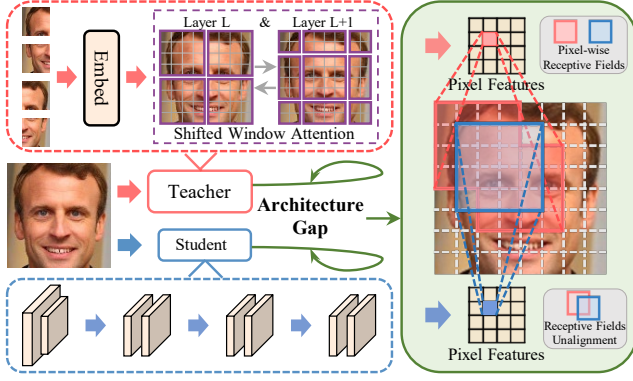 Layer L
&
Layer L+1
Embed
Shifted Window Attention
Teacher
Architecture
Gap
Student
Pixel-wise
Receptive Fields
Pixel Features
Receptive Fields
Unalignment
Pixel Features